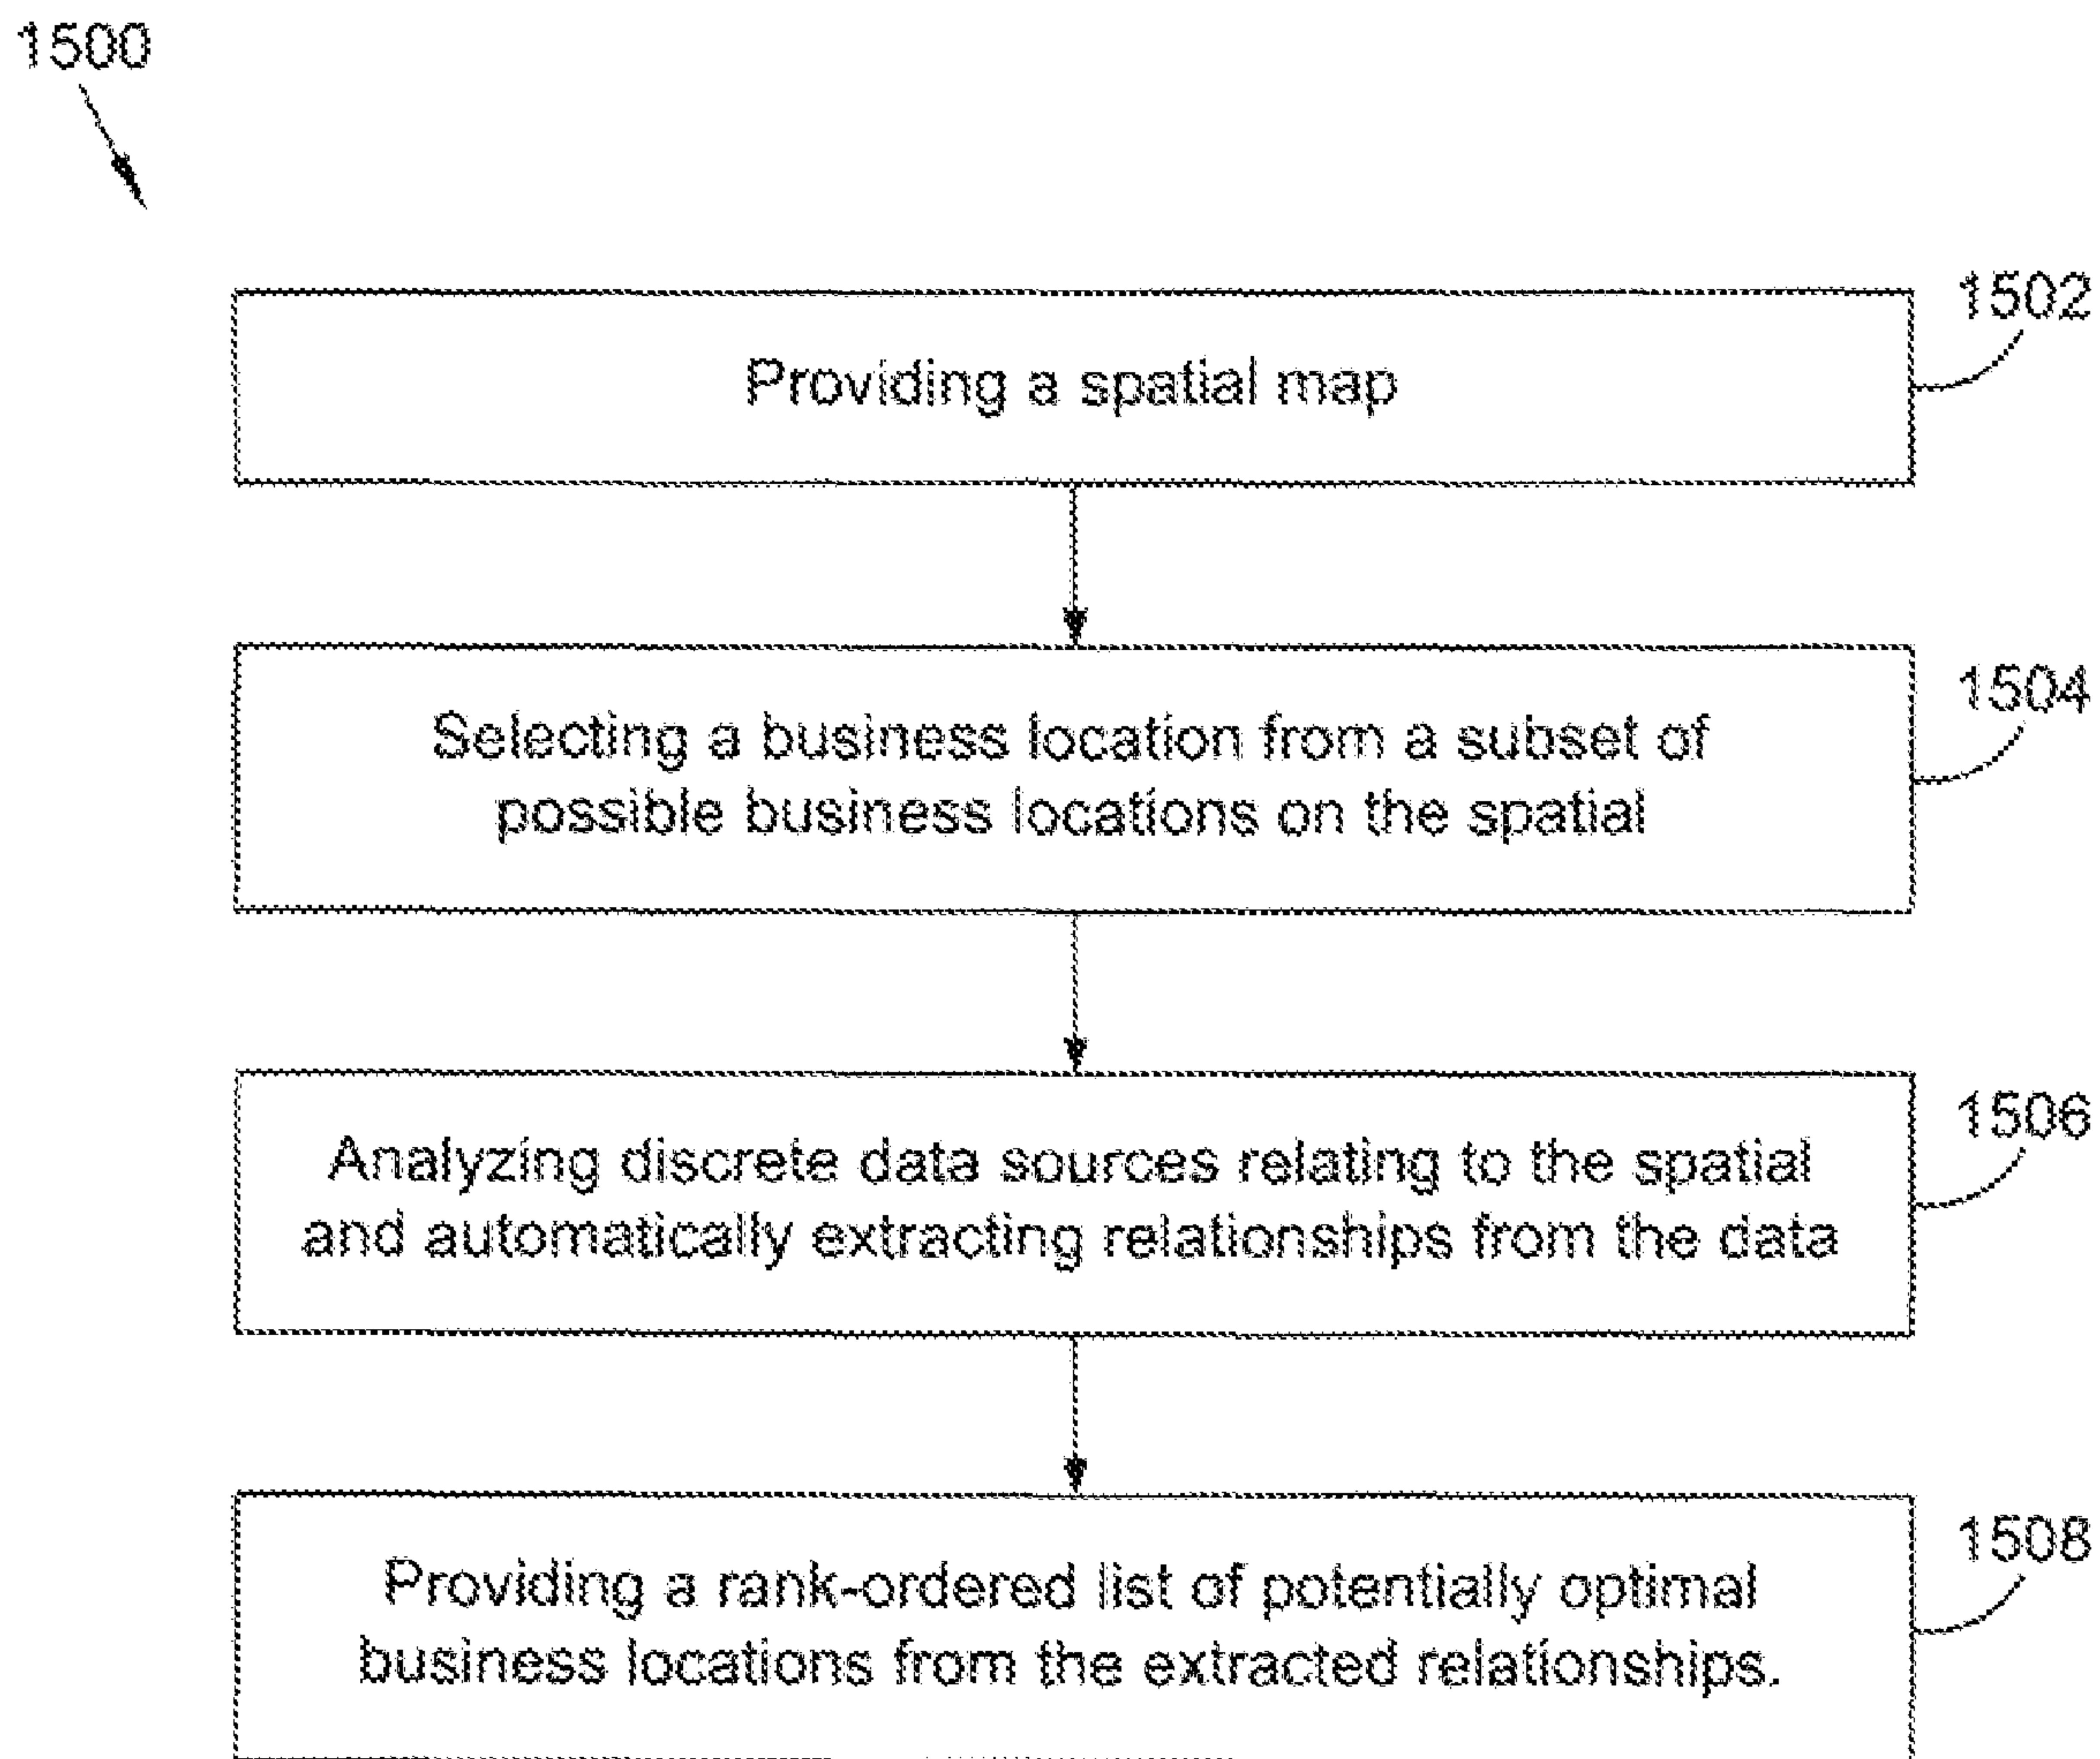 1500
Providing a spatial map
1502
Selecting a business location from a subset of
possible business locations on the spatial
1504
Analyzing discrete data sources relating to the spatial
and automatically extracting relationships from the data
1506
Providing a rank-ordered list of potentially optimal
business locations from the extracted relationships.
1508